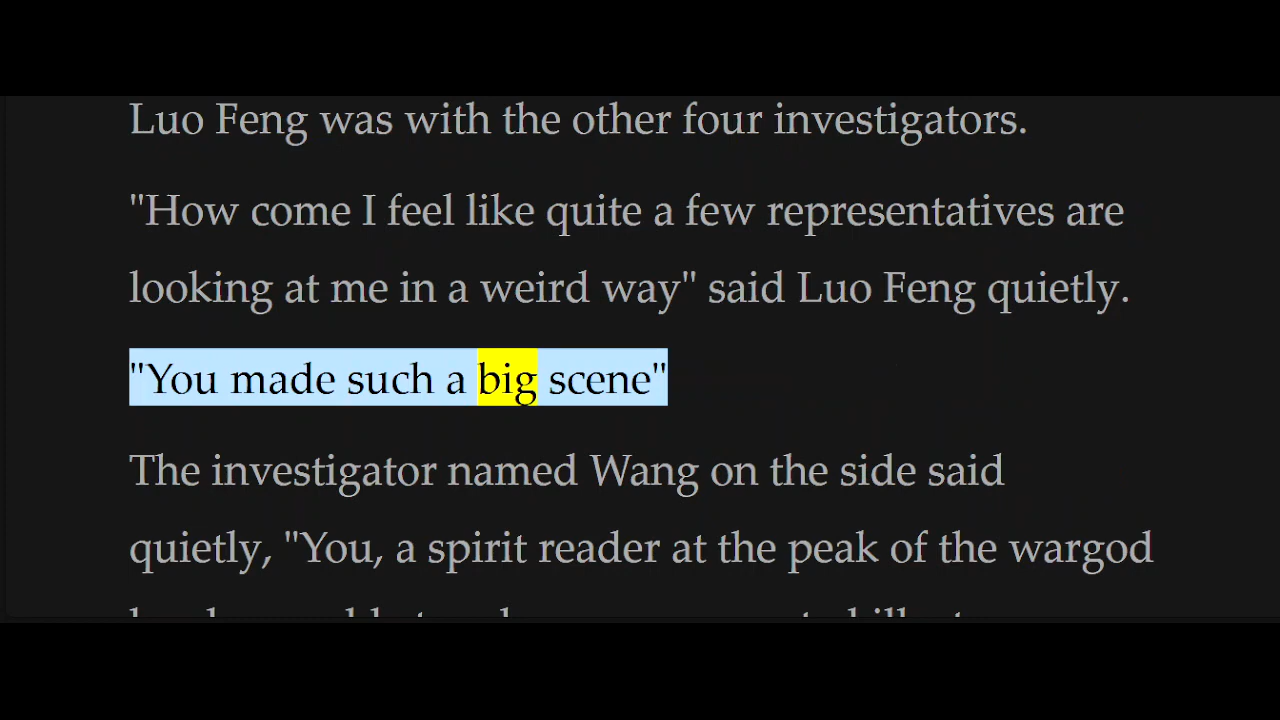 Luo Feng was with the other four investigators.
"How come I feel like quite a few representatives are
looking at me in a weird way" said Luo Feng quietly.
"You made such a big scene"
The investigator named Wang on the side said
quietly, "You, a spirit reader at the peak of the wargod